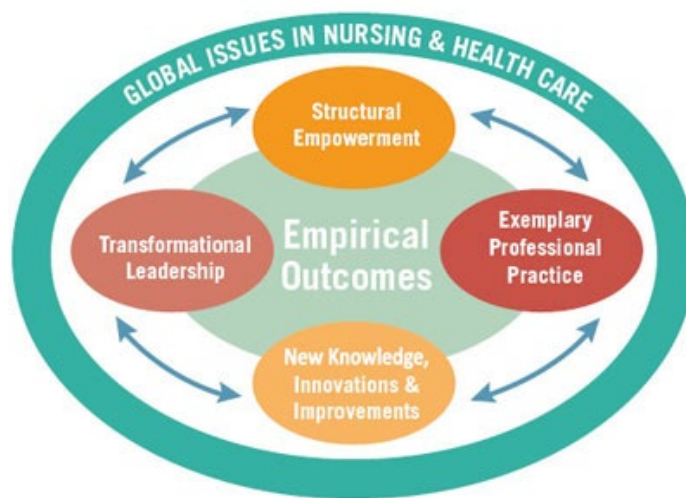 GLOBAL ISSUES IN NURSING & HEALTH CARE
Structural
Empowerment
Transformational
Leadership
Empirical
Outcomes
Exemplary
Professional
Practice
New Knowledge,
Innovations &
Improvements